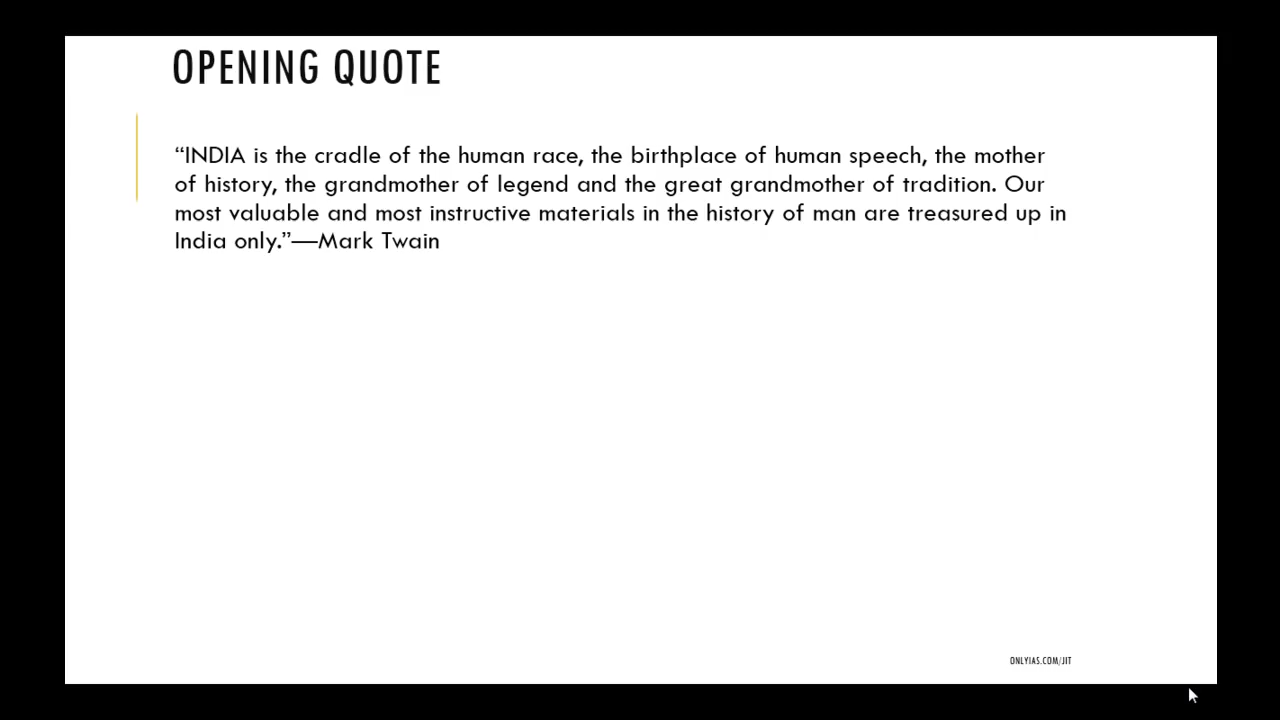 OPENING QUOTE
“INDIA is the cradle of the human race, the birthplace of human speech, the mother
of history, the grandmother of legend and the great grandmother of tradition. Our
most valuable and most instructive materials in the history of man are treasured up in
India only.”—Mark Twain
ONLYIAS.COM/JIT